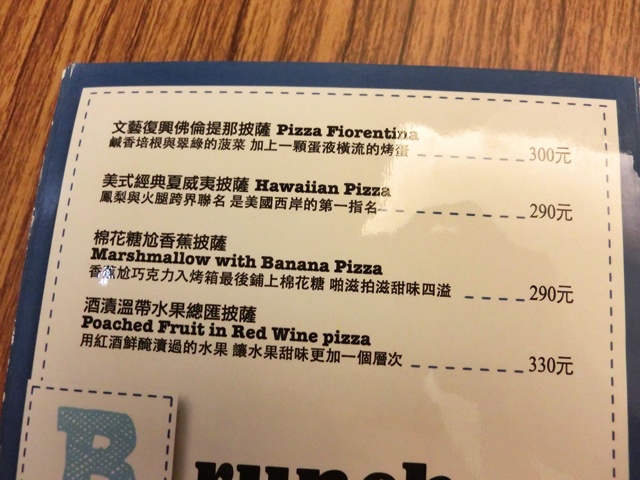 文藝復興佛倫提那披薩 Pizza Fiorentina
鹹香培根與翠綠的菠菜 加上一顆蛋液橫流的烤蛋 300元
美式經典夏威夷披薩 Hawaiian Pizza
鳳梨與火腿跨界聯名 是美國西岸的第一指名 290元
棉花糖尬香蕉披薩
Marshmallow with Banana Pizza
香蕉尬巧克力入烤箱最後鋪上棉花糖 啪滋拍滋甜味四溢 290元
酒漬溫帶水果總匯披薩
Poached Fruit in Red Wine pizza
用紅酒鮮醃漬過的水果 讓水果甜味更加一個層次 330元
Brunch